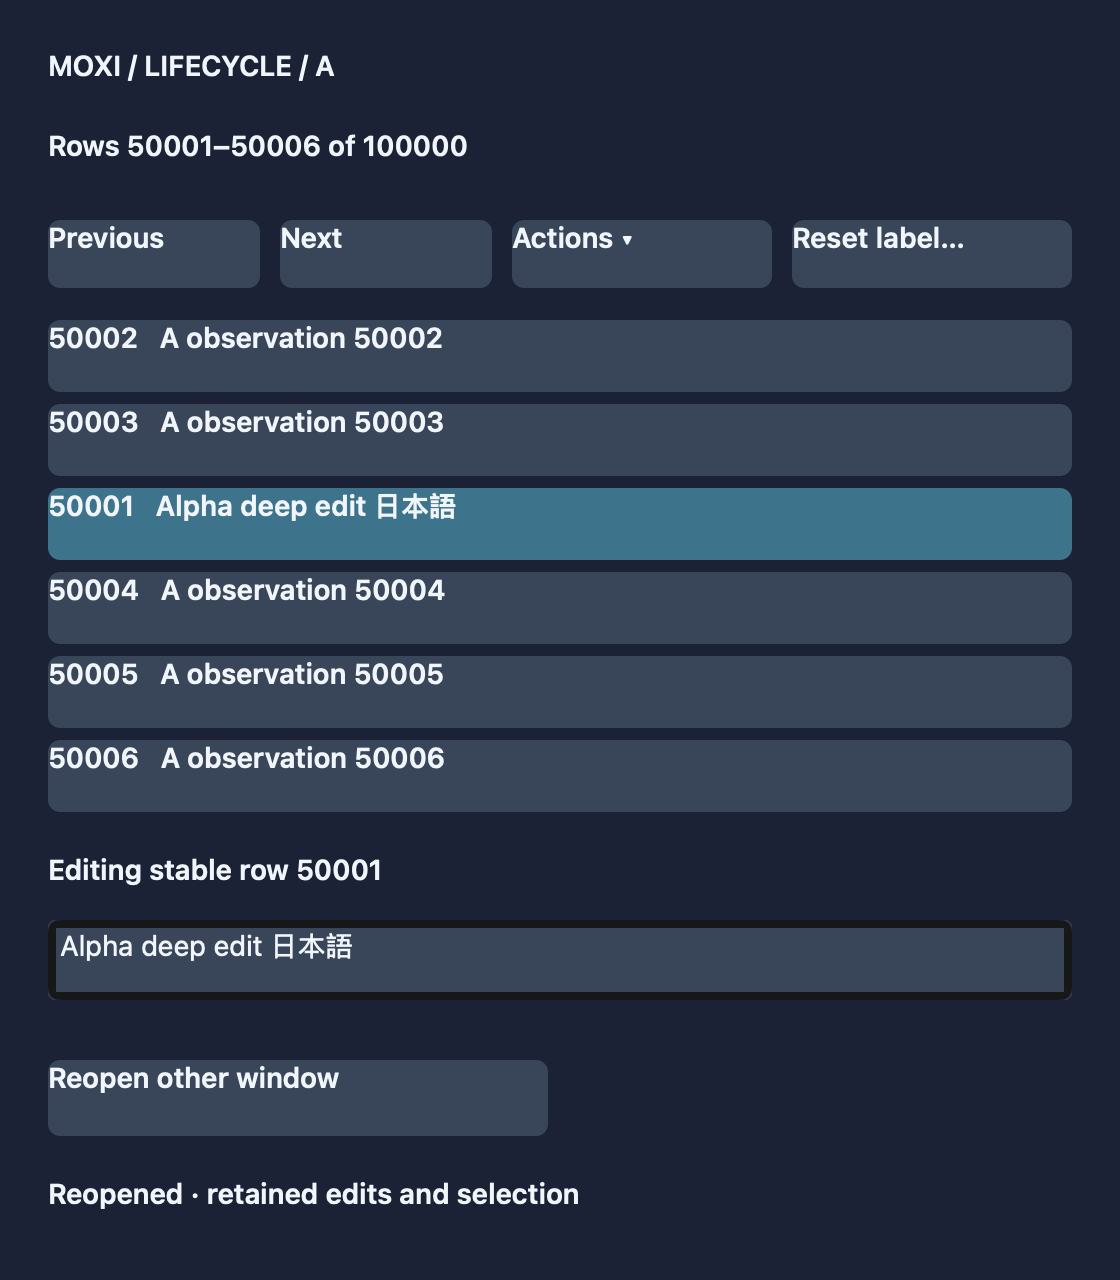 MOXI / LIFECYCLE / A
Rows 50001–50006 of 100000
Previous Next Actions ▾ Reset label...
50002 A observation 50002
50003 A observation 50003
50001 Alpha deep edit 日本語
50004 A observation 50004
50005 A observation 50005
50006 A observation 50006
Editing stable row 50001
Alpha deep edit 日本語
Reopen other window
Reopened · retained edits and selection